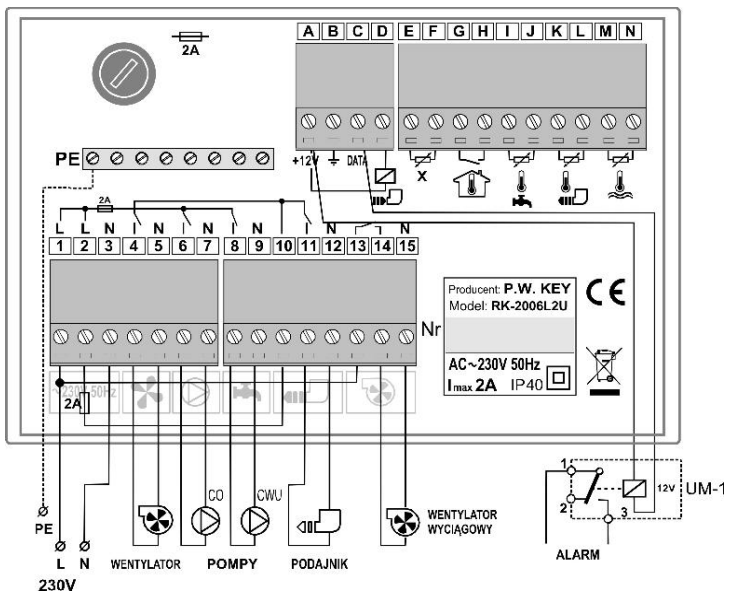 2A
A B C D E F G H I J K L M N
PE
+12V DATA
X
2A
L L N L N L N L N L N N
1 2 3 4 5 6 7 8 9 10 11 12 13 14 15
Producent: P.W. KEY
Model: RK-2006L2U
CE
Nr
AC~230V 50Hz
I max 2A IP40
~230V 50Hz
2A
1
12V
UM-1
2
3
CO
CWU
PE
L N
230V
WENTYLATOR
POMPY
PODAJNIK
WENTYLATOR
WYCIĄGOWY
ALARM